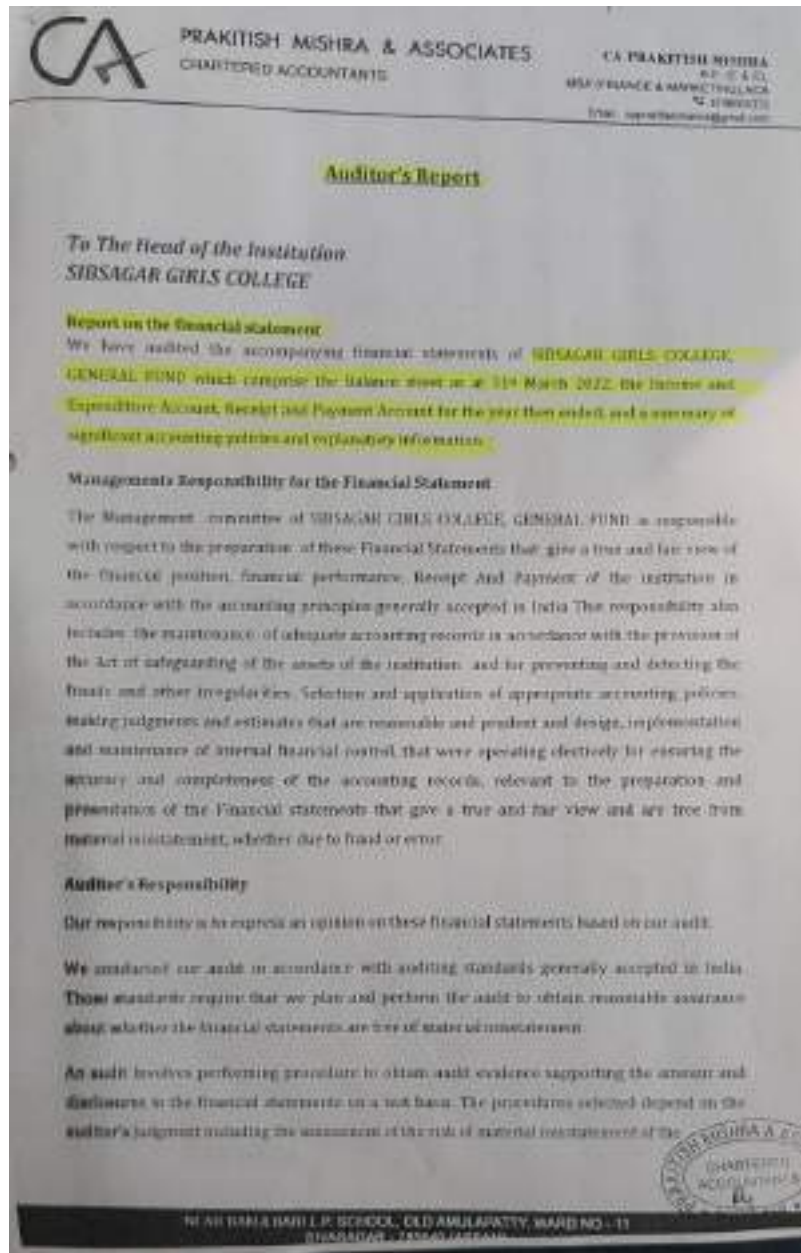 CA
PRAKITISH MISHRA & ASSOCIATES
CHARTERED ACCOUNTANTS
CA PRAKITISH MISHRA
Auditor's Report
To The Head of the Institution
SIBSAGAR GIRLS COLLEGE
Report on the financial statement
We have audited the accompanying financial statements of SIBSAGAR GIRLS COLLEGE,
GENERAL FUND which comprise the Balance sheet as at 31st March 2022, the Income and
Expenditure Account, Receipt and Payment Account for the year then ended, and a summary of
significant accounting policies and explanatory information.
Managements Responsibility for the Financial Statement
The Management committee of SIBSAGAR GIRLS COLLEGE, GENERAL FUND is responsible
with respect to the preparation of these Financial Statements that give a true and fair view of
the financial position, financial performance, Receipt And Payment of the institution in
accordance with the accounting principles generally accepted in India This responsibility also
includes the maintenance of adequate accounting records in accordance with the provision of
the Act of safeguarding of the assets of the institution and for preventing and detecting the
frauds and other irregularities, Selection and application of appropriate accounting policies,
making judgments and estimates that are reasonable and prudent and design, implementation
and maintenance of internal financial control, that were operating for ensuring the
accuracy and completeness of the accounting records, relevant to the preparation and
presentation of the Financial statements that give a true and fair view and are free from
material misstatement, whether due to fraud or error.
Auditor's Responsibility
Our responsibility is to express an opinion on these financial statements based on our audit.
We conducted our audit in accordance with auditing standards generally accepted in India
Those standards require that we plan and perform the audit to obtain reasonable assurance
about whether the financial statements are free of material misstatement
An audit involves performing procedure to obtain audit evidence supporting the amount and
disclosures in the financial statements on a test basis. The procedures selected depend on the
auditor's judgment including the assessment of the risk of material misstatement of the
PRAKITISH MISHRA &
CHARTERED
ACCOUNTANTS
L.P. SCHOOL, OLD AMULAPATTY, WARD NO - 11